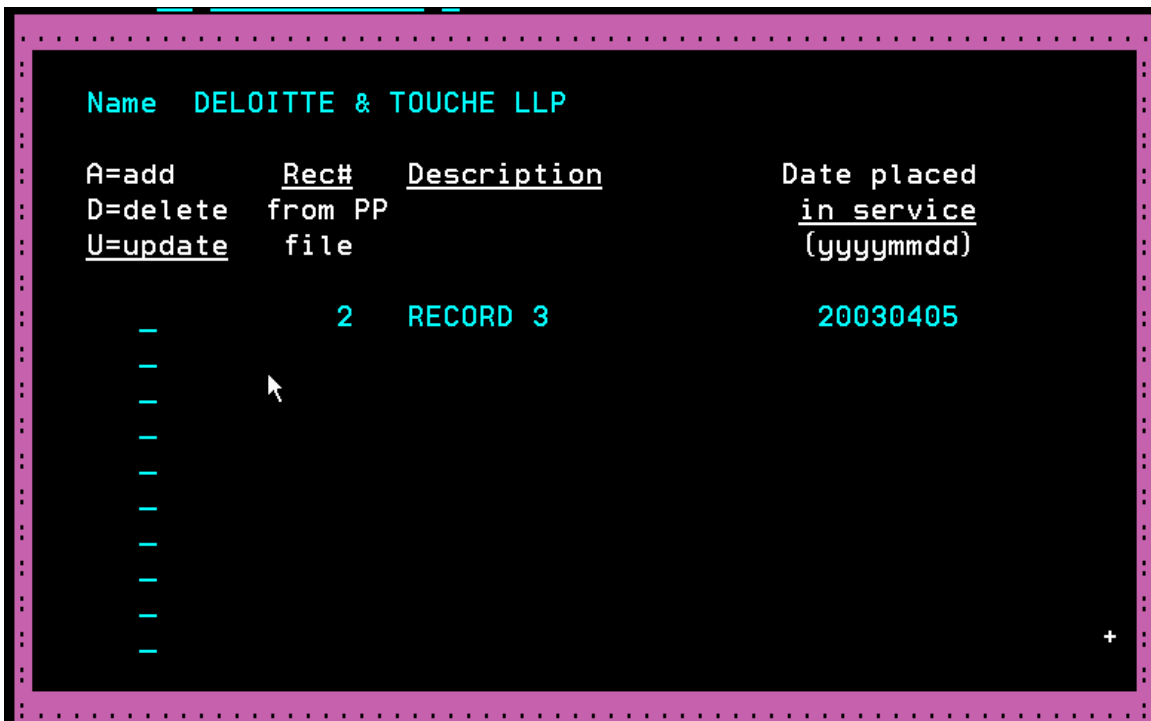 Name DELOITTE & TOUCHE LLP
A=add Rec# Description Date placed
D=delete from PP in service
U=update file (yyyymmdd)
_ 2 RECORD 3 20030405
_
_
_
_
_
_
_
_
_ +